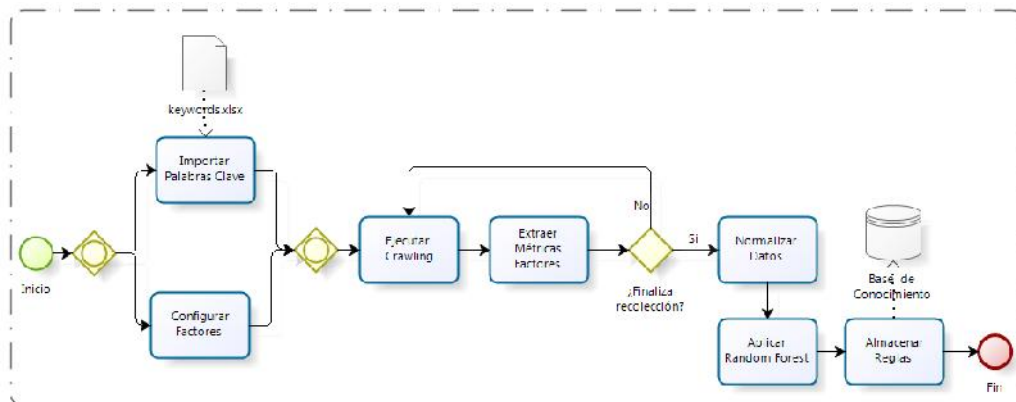 keywords.xlsx
Importar
Palabras Clave
Inicio
Configurar
Factores
Ejecutar
Crawling
Extraer
Métricas
Factores
No
Si
¿Finaliza
recolección?
Normalizar
Datos
Base de
Conocimiento
Aplicar
Random Forest
Almacenar
Reglas
Fin